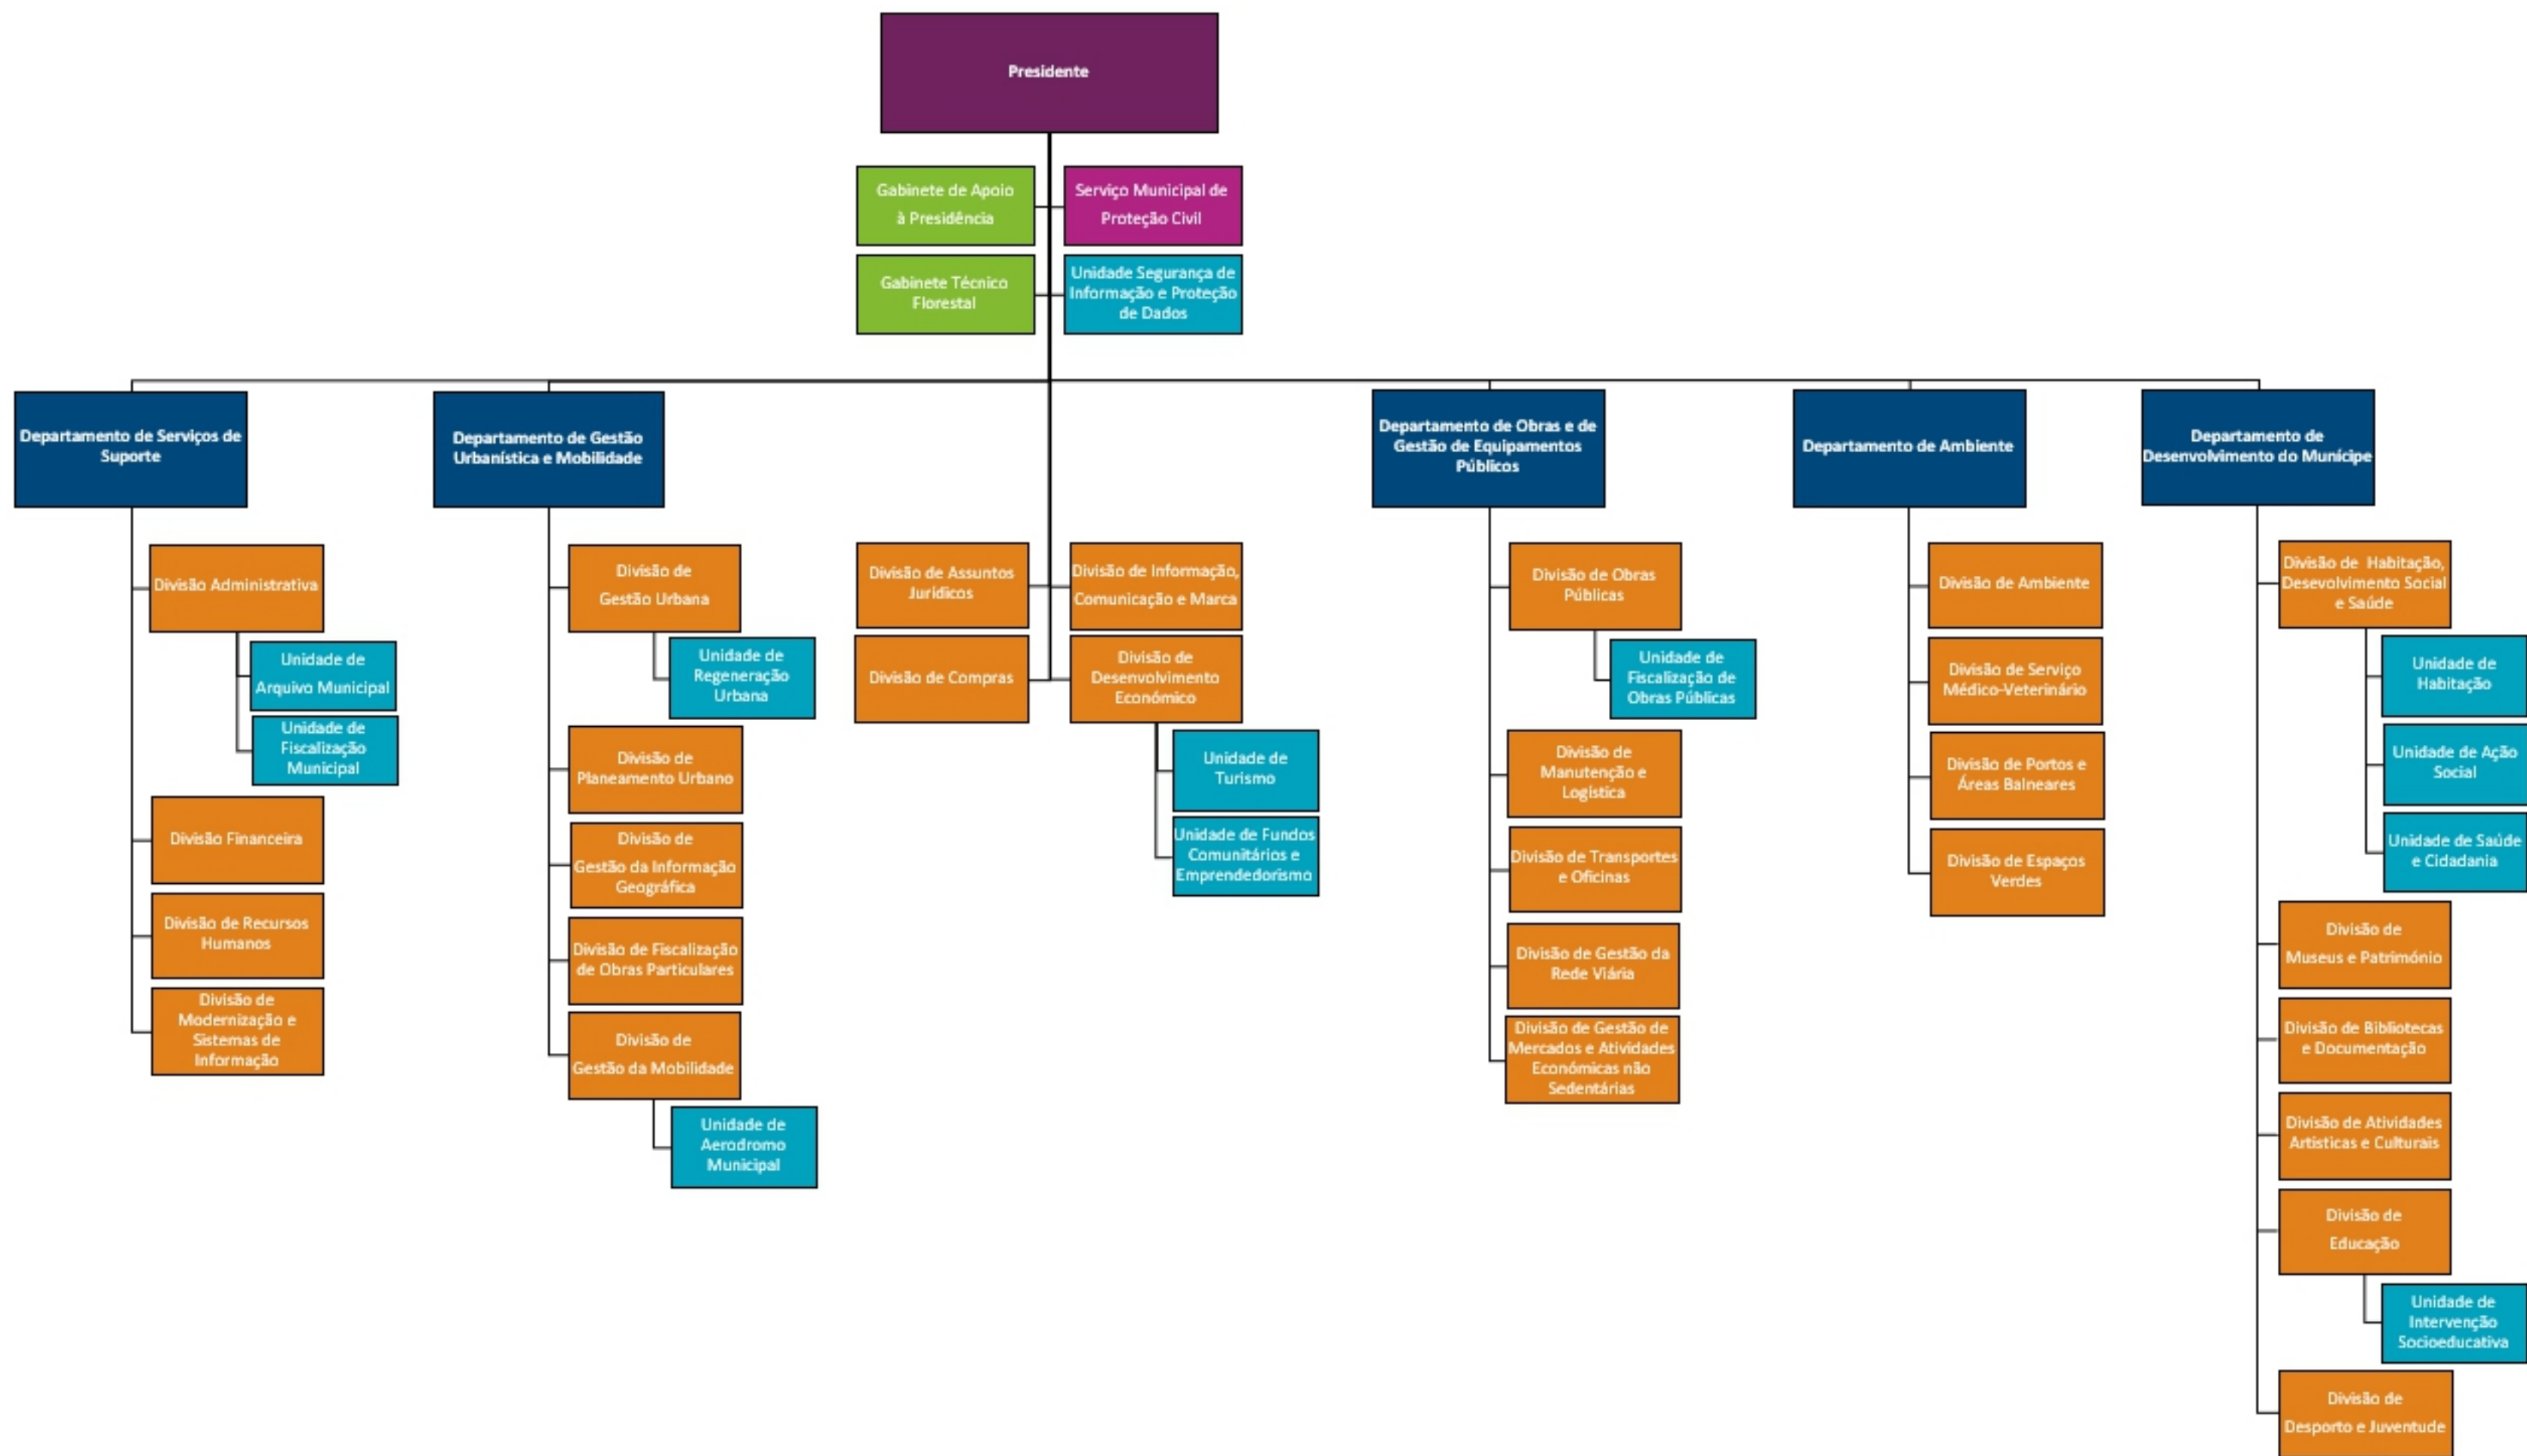 Presidente
Gabinete de Apoio
à Presidência
Serviço Municipal de
Proteção Civil
Gabinete Técnico
Florestal
Unidade Segurança de
Informação e Proteção
de Dados
Departamento de Serviços de
Suporte
Divisão Administrativa
Unidade de
Arquivo Municipal
Unidade de
Fiscalização
Municipal
Divisão Financeira
Divisão de Recursos
Humanos
Divisão de
Modernização e
Sistemas de
Informação
Departamento de Gestão
Urbanística e Mobilidade
Divisão de
Gestão Urbana
Unidade de
Regeneração
Urbana
Divisão de
Planeamento Urbano
Divisão de
Gestão da Informação
Geográfica
Divisão de Fiscalização
de Obras Particulares
Divisão de
Gestão da Mobilidade
Unidade de
Aerodromo
Municipal
Divisão de Assuntos
Jurídicos
Divisão de Informação,
Comunicação e Marca
Divisão de Compras
Divisão de
Desenvolvimento
Económico
Unidade de
Turismo
Unidade de Fundos
Comunitários e
Emprendedorismo
Departamento de Obras e de
Gestão de Equipamentos
Públicos
Divisão de Obras
Públicas
Unidade de
Fiscalização de
Obras Públicas
Divisão de
Manutenção e
Logística
Divisão de Transportes
e Oficinas
Divisão de Gestão da
Rede Viária
Divisão de Gestão de
Mercados e Atividades
Económicas não
Sedentárias
Departamento de Ambiente
Divisão de Ambiente
Divisão de Serviço
Médico-Veterinário
Divisão de Portos e
Áreas Balneares
Divisão de Espaços
Verdes
Departamento de
Desenvolvimento do Munícipe
Divisão de Habitação,
Desevolvimento Social
e Saúde
Unidade de
Habitação
Unidade de Ação
Social
Unidade de Saúde
e Cidadania
Divisão de
Museus e Património
Divisão de Bibliotecas
e Documentação
Divisão de Atividades
Artísticas e Culturais
Divisão de
Educação
Unidade de
Intervenção
Socioeducativa
Divisão de
Desporto e Juventude